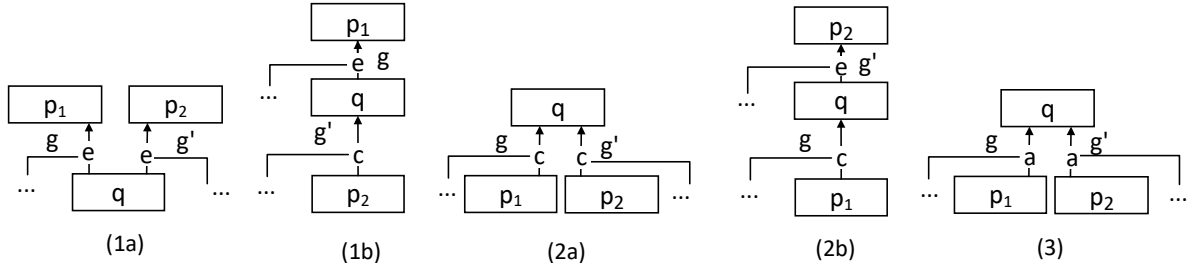 p₁ p₂
g e e g'
... q ...
(1a)
p₁
e g
... q
g'
... c
p₂
(1b)
q
g c c g'
... p₁ p₂ ...
(2a)
p₂
e g'
... q
g
... c
p₁
(2b)
q
g a a g'
... p₁ p₂ ...
(3)